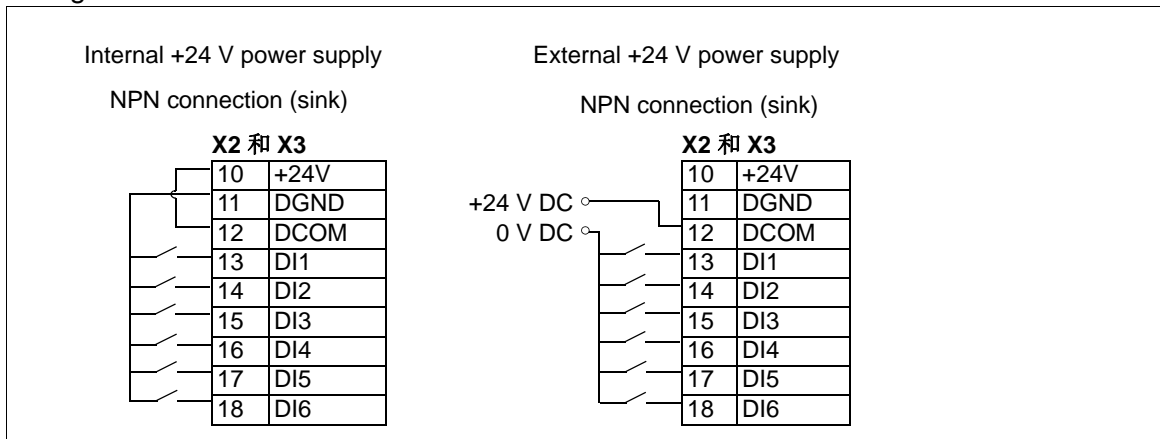 Internal +24 V power supply
NPN connection (sink)
X2 和 X3
10 +24V
11 DGND
12 DCOM
13 DI1
14 DI2
15 DI3
16 DI4
17 DI5
18 DI6
External +24 V power supply
NPN connection (sink)
X2 和 X3
+24 V DC
0 V DC
10 +24V
11 DGND
12 DCOM
13 DI1
14 DI2
15 DI3
16 DI4
17 DI5
18 DI6